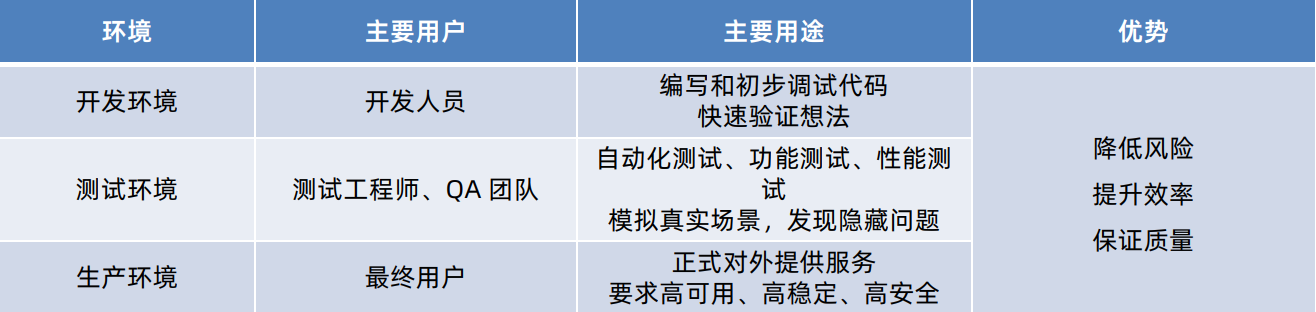 环境
主要用户
主要用途
优势
开发环境
开发人员
编写和初步调试代码
快速验证想法
测试环境
测试工程师、QA 团队
自动化测试、功能测试、性能测
试
模拟真实场景，发现隐藏问题
生产环境
最终用户
正式对外提供服务
要求高可用、高稳定、高安全
降低风险
提升效率
保证质量